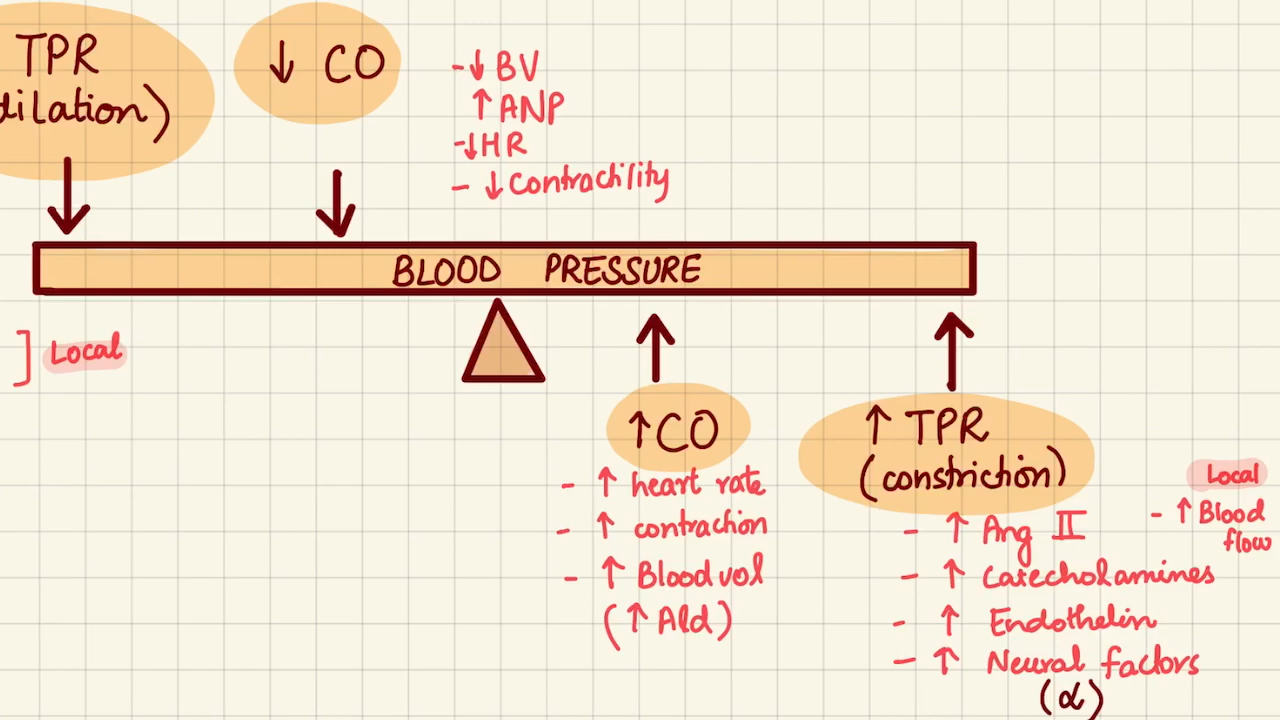 TPR
dilation)
↓ CO
- ↓ BV
↑ ANP
- ↓ HR
- ↓ Contractility
BLOOD PRESSURE
] Local
↑ CO
- ↑ heart rate
- ↑ contraction
- ↑ Blood vol
(↑ Ald)
↑ TPR
(constriction)
- ↑ Ang II
- ↑ Catecholamines
- ↑ Endothelin
- ↑ Neural factors
(α)
Local
- ↑ Blood
flow